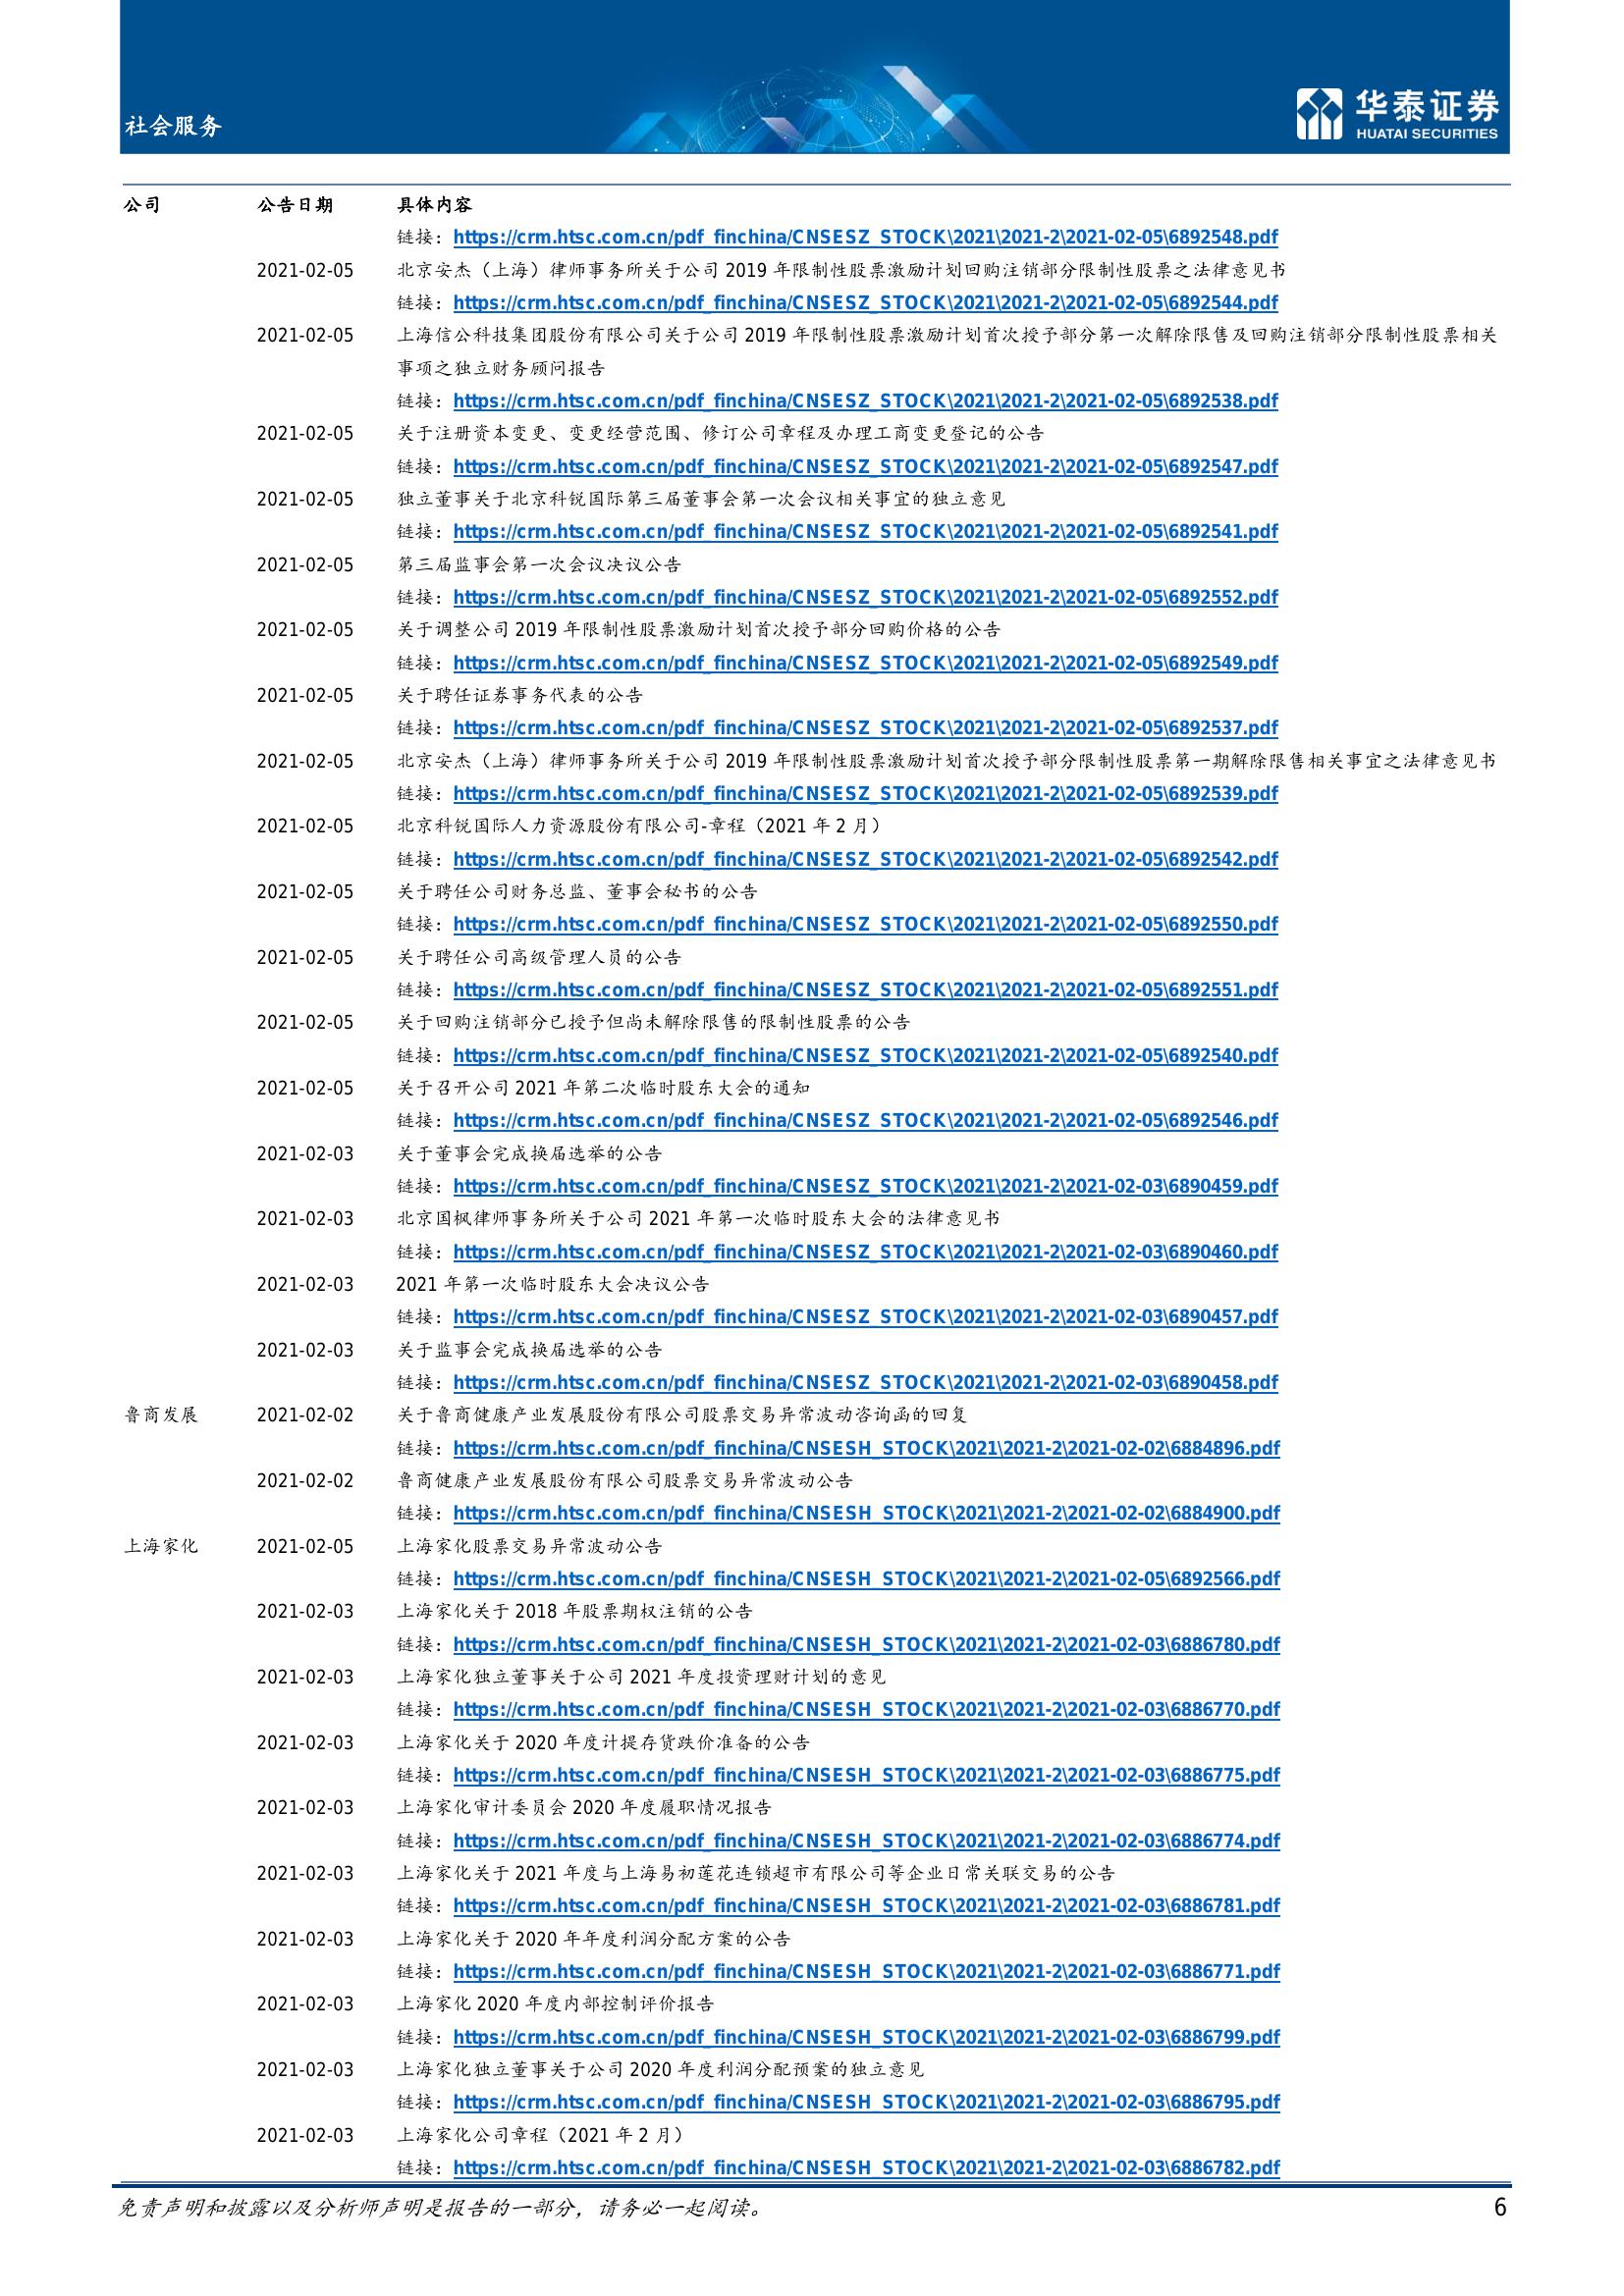 社会服务
华泰证券
HUATAI SECURITIES
公司 公告日期 具体内容
链接：https://crm.htsc.com.cn/pdf_finchina/CNSESZ_STOCK\2021\2021-2\2021-02-05\6892548.pdf
2021-02-05 北京安杰（上海）律师事务所关于公司 2019 年限制性股票激励计划回购注销部分限制性股票之法律意见书
链接：https://crm.htsc.com.cn/pdf_finchina/CNSESZ_STOCK\2021\2021-2\2021-02-05\6892544.pdf
2021-02-05 上海信公科技集团股份有限公司关于公司 2019 年限制性股票激励计划首次授予部分第一次解除限售及回购注销部分限制性股票相关
事项之独立财务顾问报告
链接：https://crm.htsc.com.cn/pdf_finchina/CNSESZ_STOCK\2021\2021-2\2021-02-05\6892538.pdf
2021-02-05 关于注册资本变更、变更经营范围、修订公司章程及办理工商变更登记的公告
链接：https://crm.htsc.com.cn/pdf_finchina/CNSESZ_STOCK\2021\2021-2\2021-02-05\6892547.pdf
2021-02-05 独立董事关于北京科锐国际第三届董事会第一次会议相关事宜的独立意见
链接：https://crm.htsc.com.cn/pdf_finchina/CNSESZ_STOCK\2021\2021-2\2021-02-05\6892541.pdf
2021-02-05 第三届监事会第一次会议决议公告
链接：https://crm.htsc.com.cn/pdf_finchina/CNSESZ_STOCK\2021\2021-2\2021-02-05\6892552.pdf
2021-02-05 关于调整公司 2019 年限制性股票激励计划首次授予部分回购价格的公告
链接：https://crm.htsc.com.cn/pdf_finchina/CNSESZ_STOCK\2021\2021-2\2021-02-05\6892549.pdf
2021-02-05 关于聘任证券事务代表的公告
链接：https://crm.htsc.com.cn/pdf_finchina/CNSESZ_STOCK\2021\2021-2\2021-02-05\6892537.pdf
2021-02-05 北京安杰（上海）律师事务所关于公司 2019 年限制性股票激励计划首次授予部分限制性股票第一期解除限售相关事宜之法律意见书
链接：https://crm.htsc.com.cn/pdf_finchina/CNSESZ_STOCK\2021\2021-2\2021-02-05\6892539.pdf
2021-02-05 北京科锐国际人力资源股份有限公司-章程（2021 年 2 月）
链接：https://crm.htsc.com.cn/pdf_finchina/CNSESZ_STOCK\2021\2021-2\2021-02-05\6892542.pdf
2021-02-05 关于聘任公司财务总监、董事会秘书的公告
链接：https://crm.htsc.com.cn/pdf_finchina/CNSESZ_STOCK\2021\2021-2\2021-02-05\6892550.pdf
2021-02-05 关于聘任公司高级管理人员的公告
链接：https://crm.htsc.com.cn/pdf_finchina/CNSESZ_STOCK\2021\2021-2\2021-02-05\6892551.pdf
2021-02-05 关于回购注销部分已授予但尚未解除限售的限制性股票的公告
链接：https://crm.htsc.com.cn/pdf_finchina/CNSESZ_STOCK\2021\2021-2\2021-02-05\6892540.pdf
2021-02-05 关于召开公司 2021 年第二次临时股东大会的通知
链接：https://crm.htsc.com.cn/pdf_finchina/CNSESZ_STOCK\2021\2021-2\2021-02-05\6892546.pdf
2021-02-03 关于董事会完成换届选举的公告
链接：https://crm.htsc.com.cn/pdf_finchina/CNSESZ_STOCK\2021\2021-2\2021-02-03\6890459.pdf
2021-02-03 北京国枫律师事务所关于公司 2021 年第一次临时股东大会的法律意见书
链接：https://crm.htsc.com.cn/pdf_finchina/CNSESZ_STOCK\2021\2021-2\2021-02-03\6890460.pdf
2021-02-03 2021 年第一次临时股东大会决议公告
链接：https://crm.htsc.com.cn/pdf_finchina/CNSESZ_STOCK\2021\2021-2\2021-02-03\6890457.pdf
2021-02-03 关于监事会完成换届选举的公告
链接：https://crm.htsc.com.cn/pdf_finchina/CNSESZ_STOCK\2021\2021-2\2021-02-03\6890458.pdf
鲁商发展 2021-02-02 关于鲁商健康产业发展股份有限公司股票交易异常波动咨询函的回复
链接：https://crm.htsc.com.cn/pdf_finchina/CNSESH_STOCK\2021\2021-2\2021-02-02\6884896.pdf
2021-02-02 鲁商健康产业发展股份有限公司股票交易异常波动公告
链接：https://crm.htsc.com.cn/pdf_finchina/CNSESH_STOCK\2021\2021-2\2021-02-02\6884900.pdf
上海家化 2021-02-05 上海家化股票交易异常波动公告
链接：https://crm.htsc.com.cn/pdf_finchina/CNSESH_STOCK\2021\2021-2\2021-02-05\6892566.pdf
2021-02-03 上海家化关于 2018 年股票期权注销的公告
链接：https://crm.htsc.com.cn/pdf_finchina/CNSESH_STOCK\2021\2021-2\2021-02-03\6886780.pdf
2021-02-03 上海家化独立董事关于公司 2021 年度投资理财计划的意见
链接：https://crm.htsc.com.cn/pdf_finchina/CNSESH_STOCK\2021\2021-2\2021-02-03\6886770.pdf
2021-02-03 上海家化关于 2020 年度计提存货跌价准备的公告
链接：https://crm.htsc.com.cn/pdf_finchina/CNSESH_STOCK\2021\2021-2\2021-02-03\6886775.pdf
2021-02-03 上海家化审计委员会 2020 年度履职情况报告
链接：https://crm.htsc.com.cn/pdf_finchina/CNSESH_STOCK\2021\2021-2\2021-02-03\6886774.pdf
2021-02-03 上海家化关于 2021 年度与上海易初莲花连锁超市有限公司等企业日常关联交易的公告
链接：https://crm.htsc.com.cn/pdf_finchina/CNSESH_STOCK\2021\2021-2\2021-02-03\6886781.pdf
2021-02-03 上海家化关于 2020 年年度利润分配方案的公告
链接：https://crm.htsc.com.cn/pdf_finchina/CNSESH_STOCK\2021\2021-2\2021-02-03\6886771.pdf
2021-02-03 上海家化 2020 年度内部控制评价报告
链接：https://crm.htsc.com.cn/pdf_finchina/CNSESH_STOCK\2021\2021-2\2021-02-03\6886799.pdf
2021-02-03 上海家化独立董事关于公司 2020 年度利润分配预案的独立意见
链接：https://crm.htsc.com.cn/pdf_finchina/CNSESH_STOCK\2021\2021-2\2021-02-03\6886795.pdf
2021-02-03 上海家化公司章程（2021 年 2 月）
链接：https://crm.htsc.com.cn/pdf_finchina/CNSESH_STOCK\2021\2021-2\2021-02-03\6886782.pdf
免责声明和披露以及分析师声明是报告的一部分，请务必一起阅读。 6